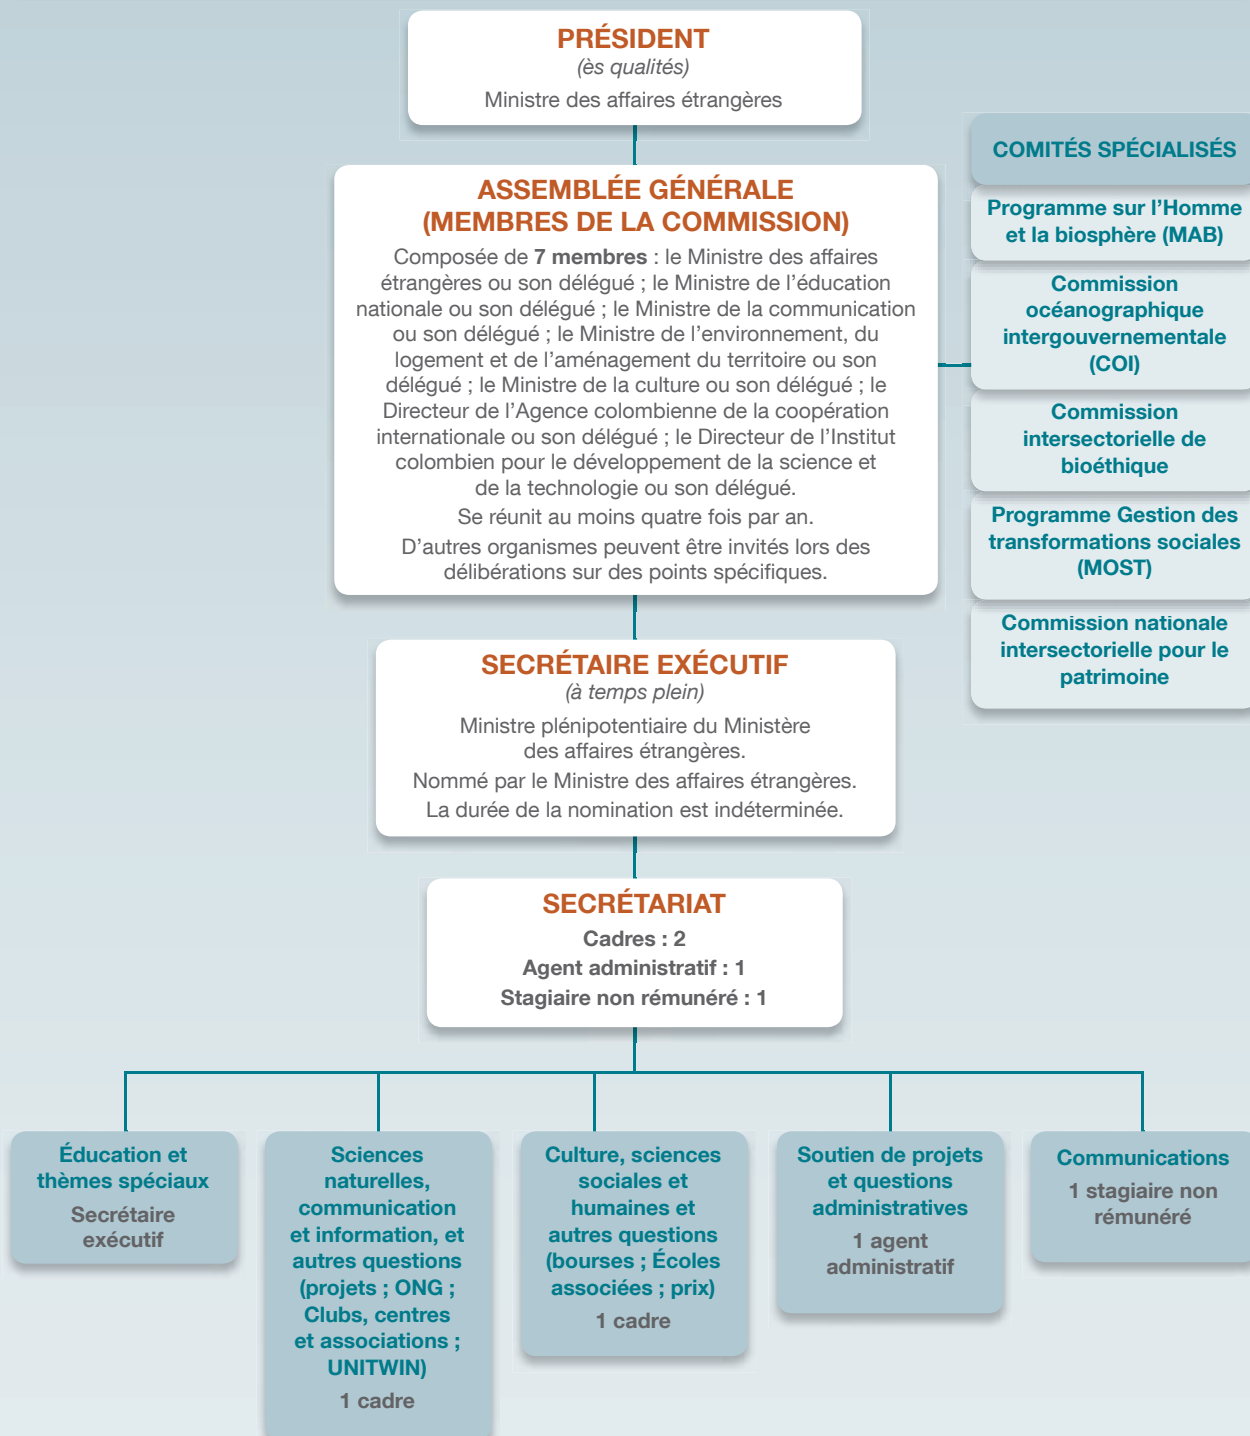 PRÉSIDENT
(ès qualités)
Ministre des affaires étrangères
ASSEMBLÉE GÉNÉRALE
(MEMBRES DE LA COMMISSION)
Composée de 7 membres : le Ministre des affaires
étrangères ou son délégué ; le Ministre de l’éducation
nationale ou son délégué ; le Ministre de la communication
ou son délégué ; le Ministre de l’environnement, du
logement et de l’aménagement du territoire ou son
délégué ; le Ministre de la culture ou son délégué ; le
Directeur de l’Agence colombienne de la coopération
internationale ou son délégué ; le Directeur de l’Institut
colombien pour le développement de la science et
de la technologie ou son délégué.
Se réunit au moins quatre fois par an.
D’autres organismes peuvent être invités lors des
délibérations sur des points spécifiques.
COMITÉS SPÉCIALISÉS
Programme sur l’Homme
et la biosphère (MAB)
Commission
océanographique
intergouvernementale
(COI)
Commission
intersectorielle de
bioéthique
Programme Gestion des
transformations sociales
(MOST)
Commission nationale
intersectorielle pour le
patrimoine
SECRÉTAIRE EXÉCUTIF
(à temps plein)
Ministre plénipotentiaire du Ministère
des affaires étrangères.
Nommé par le Ministre des affaires étrangères.
La durée de la nomination est indéterminée.
SECRÉTARIAT
Cadres : 2
Agent administratif : 1
Stagiaire non rémunéré : 1
Éducation et
thèmes spéciaux
Secrétaire
exécutif
Sciences
naturelles,
communication
et information, et
autres questions
(projets ; ONG ;
Clubs, centres
et associations ;
UNITWIN)
1 cadre
Culture, sciences
sociales et
humaines et
autres questions
(bourses ; Écoles
associées ; prix)
1 cadre
Soutien de projets
et questions
administratives
1 agent
administratif
Communications
1 stagiaire non
rémunéré